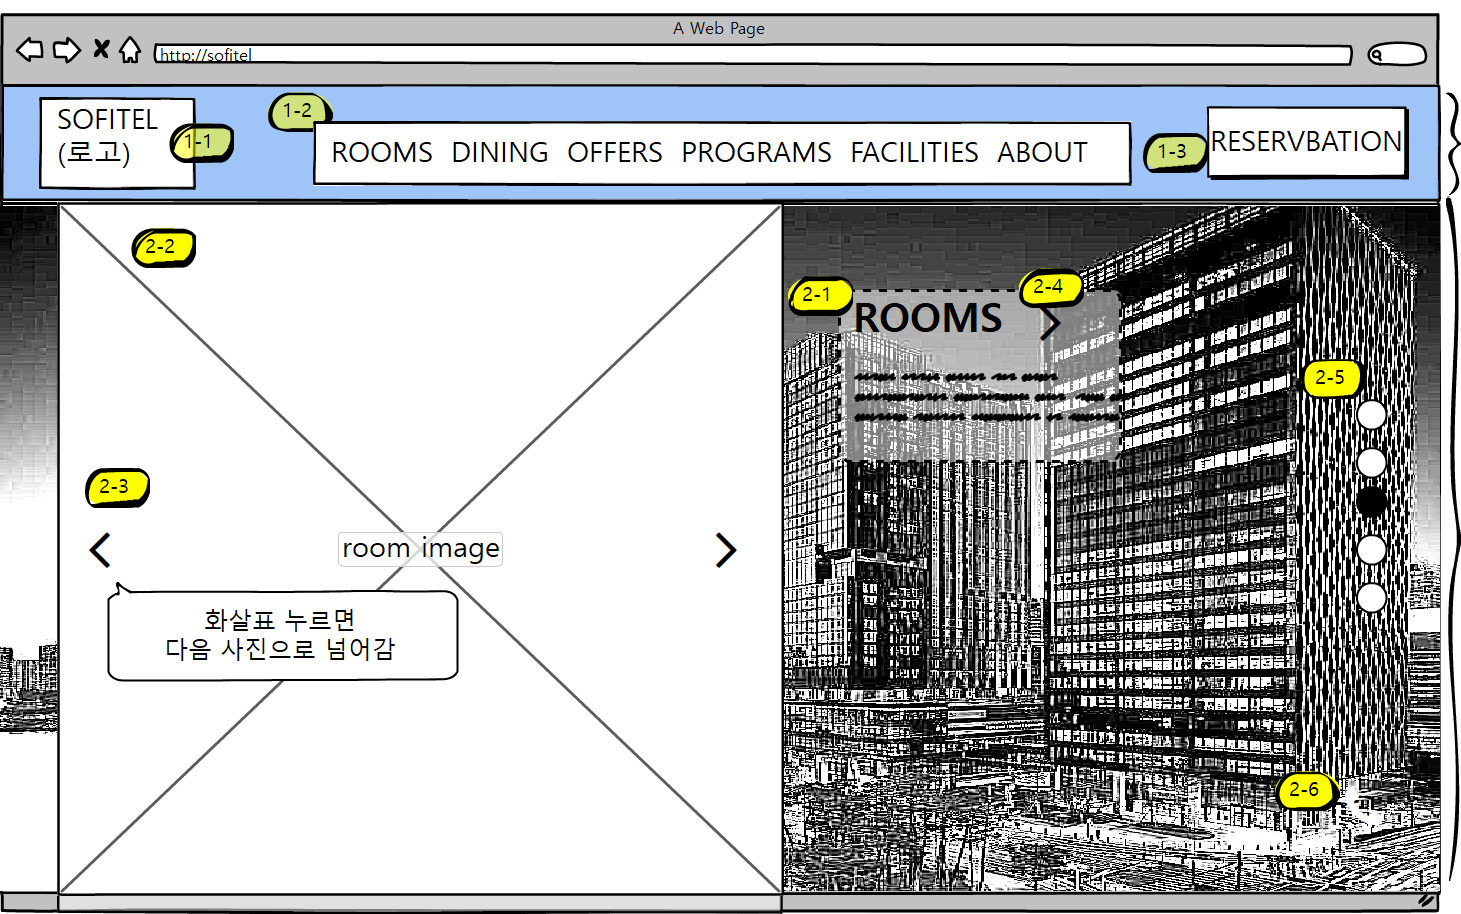 A Web Page
http://sofitel
SOFITEL
(로고)
1-1
1-2
ROOMS DINING OFFERS PROGRAMS FACILITIES ABOUT
1-3
RESERVBATION
2-2
2-1
ROOMS
2-4
2-5
2-3
room image
화살표 누르면
다음 사진으로 넘어감
2-6